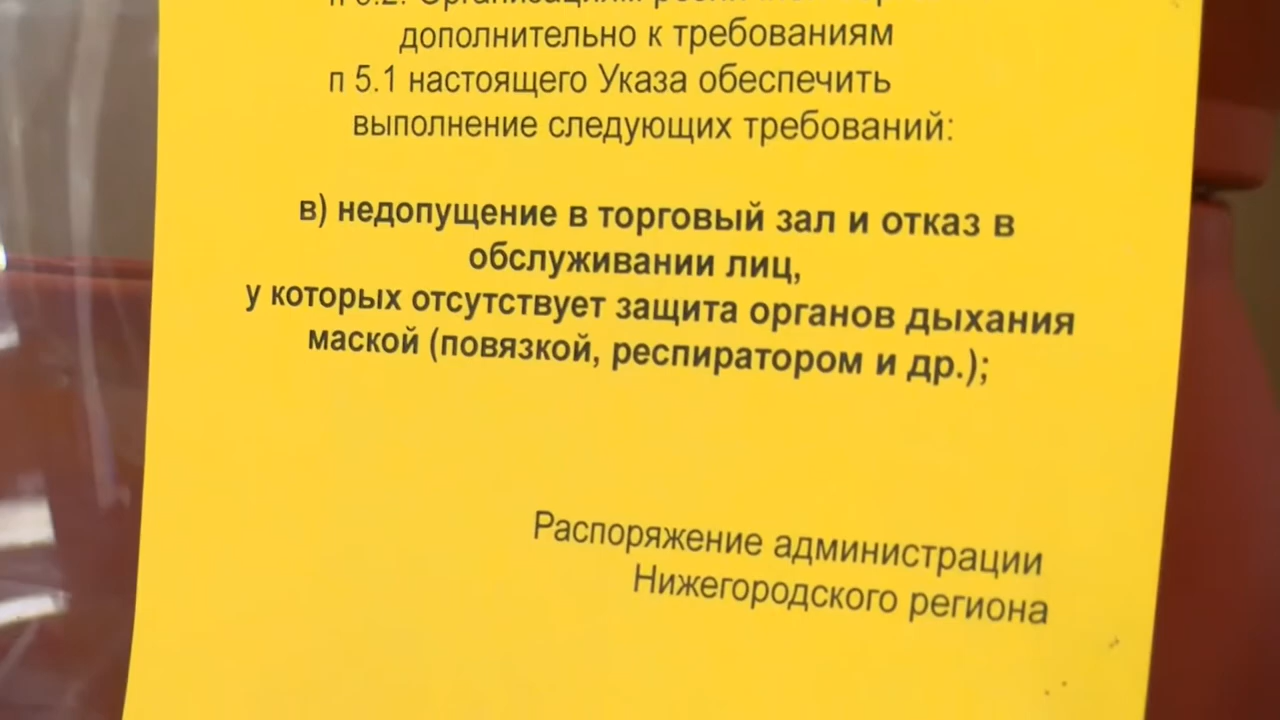 дополнительно к требованиям
п 5.1 настоящего Указа обеспечить
выполнение следующих требований:
в) недопущение в торговый зал и отказ в
обслуживании лиц,
у которых отсутствует защита органов дыхания
маской (повязкой, респиратором и др.);
Распоряжение администрации
Нижегородского региона